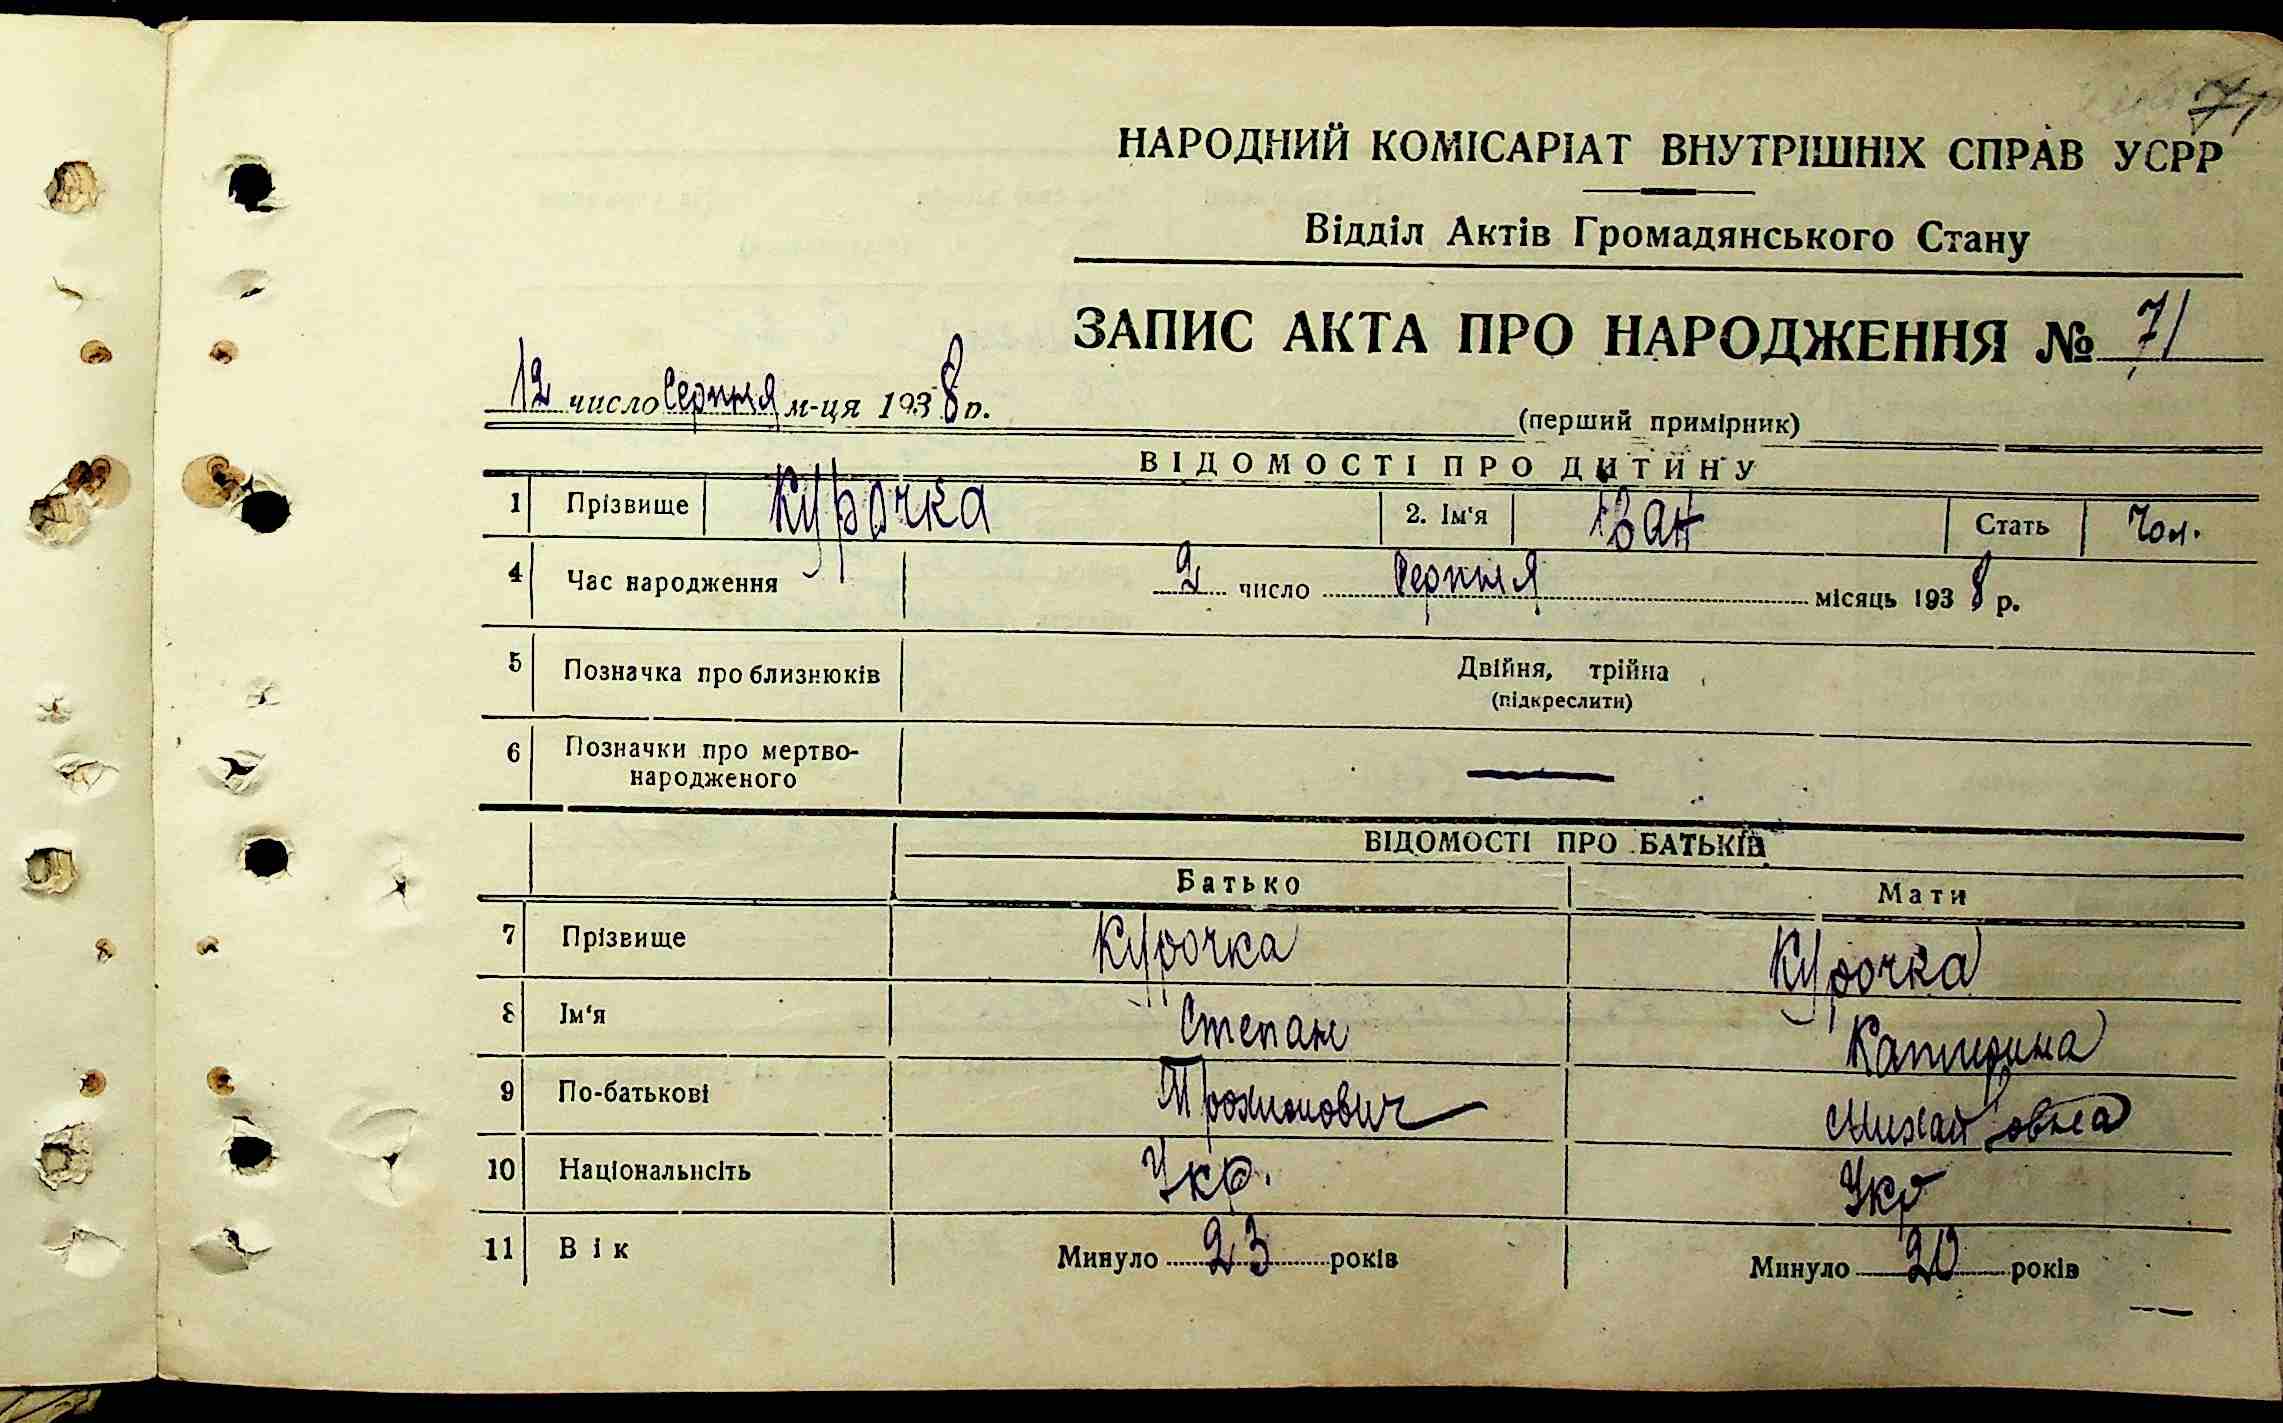 НАРОДНИЙ КОМІСАРІАТ ВНУТРІШНІХ СПРАВ УСРР
Відділ Актів Громадянського Стану
ЗАПИС АКТА ПРО НАРОДЖЕННЯ № 71
12 число Серпня м-ця 1938 р.
(перший примірник)
ВІДОМОСТІ ПРО ДИТИНУ
1 Прізвище Курочка 2. Ім'я Іван Стать Чол.
4 Час народження 2 число Серпня місяць 1938 р.
5 Позначка про близнюків Двійня, трійна
(підкреслити)
6 Позначки про мертво-
народженого —
ВІДОМОСТІ ПРО БАТЬКІВ
Батько Мати
7 Прізвище Курочка Курочка
8 Ім'я Степан Катирина
9 По-батькові Трохимович Михайловна
10 Національність Укр. Укр
11 Вік Минуло 23 років Минуло 20 років